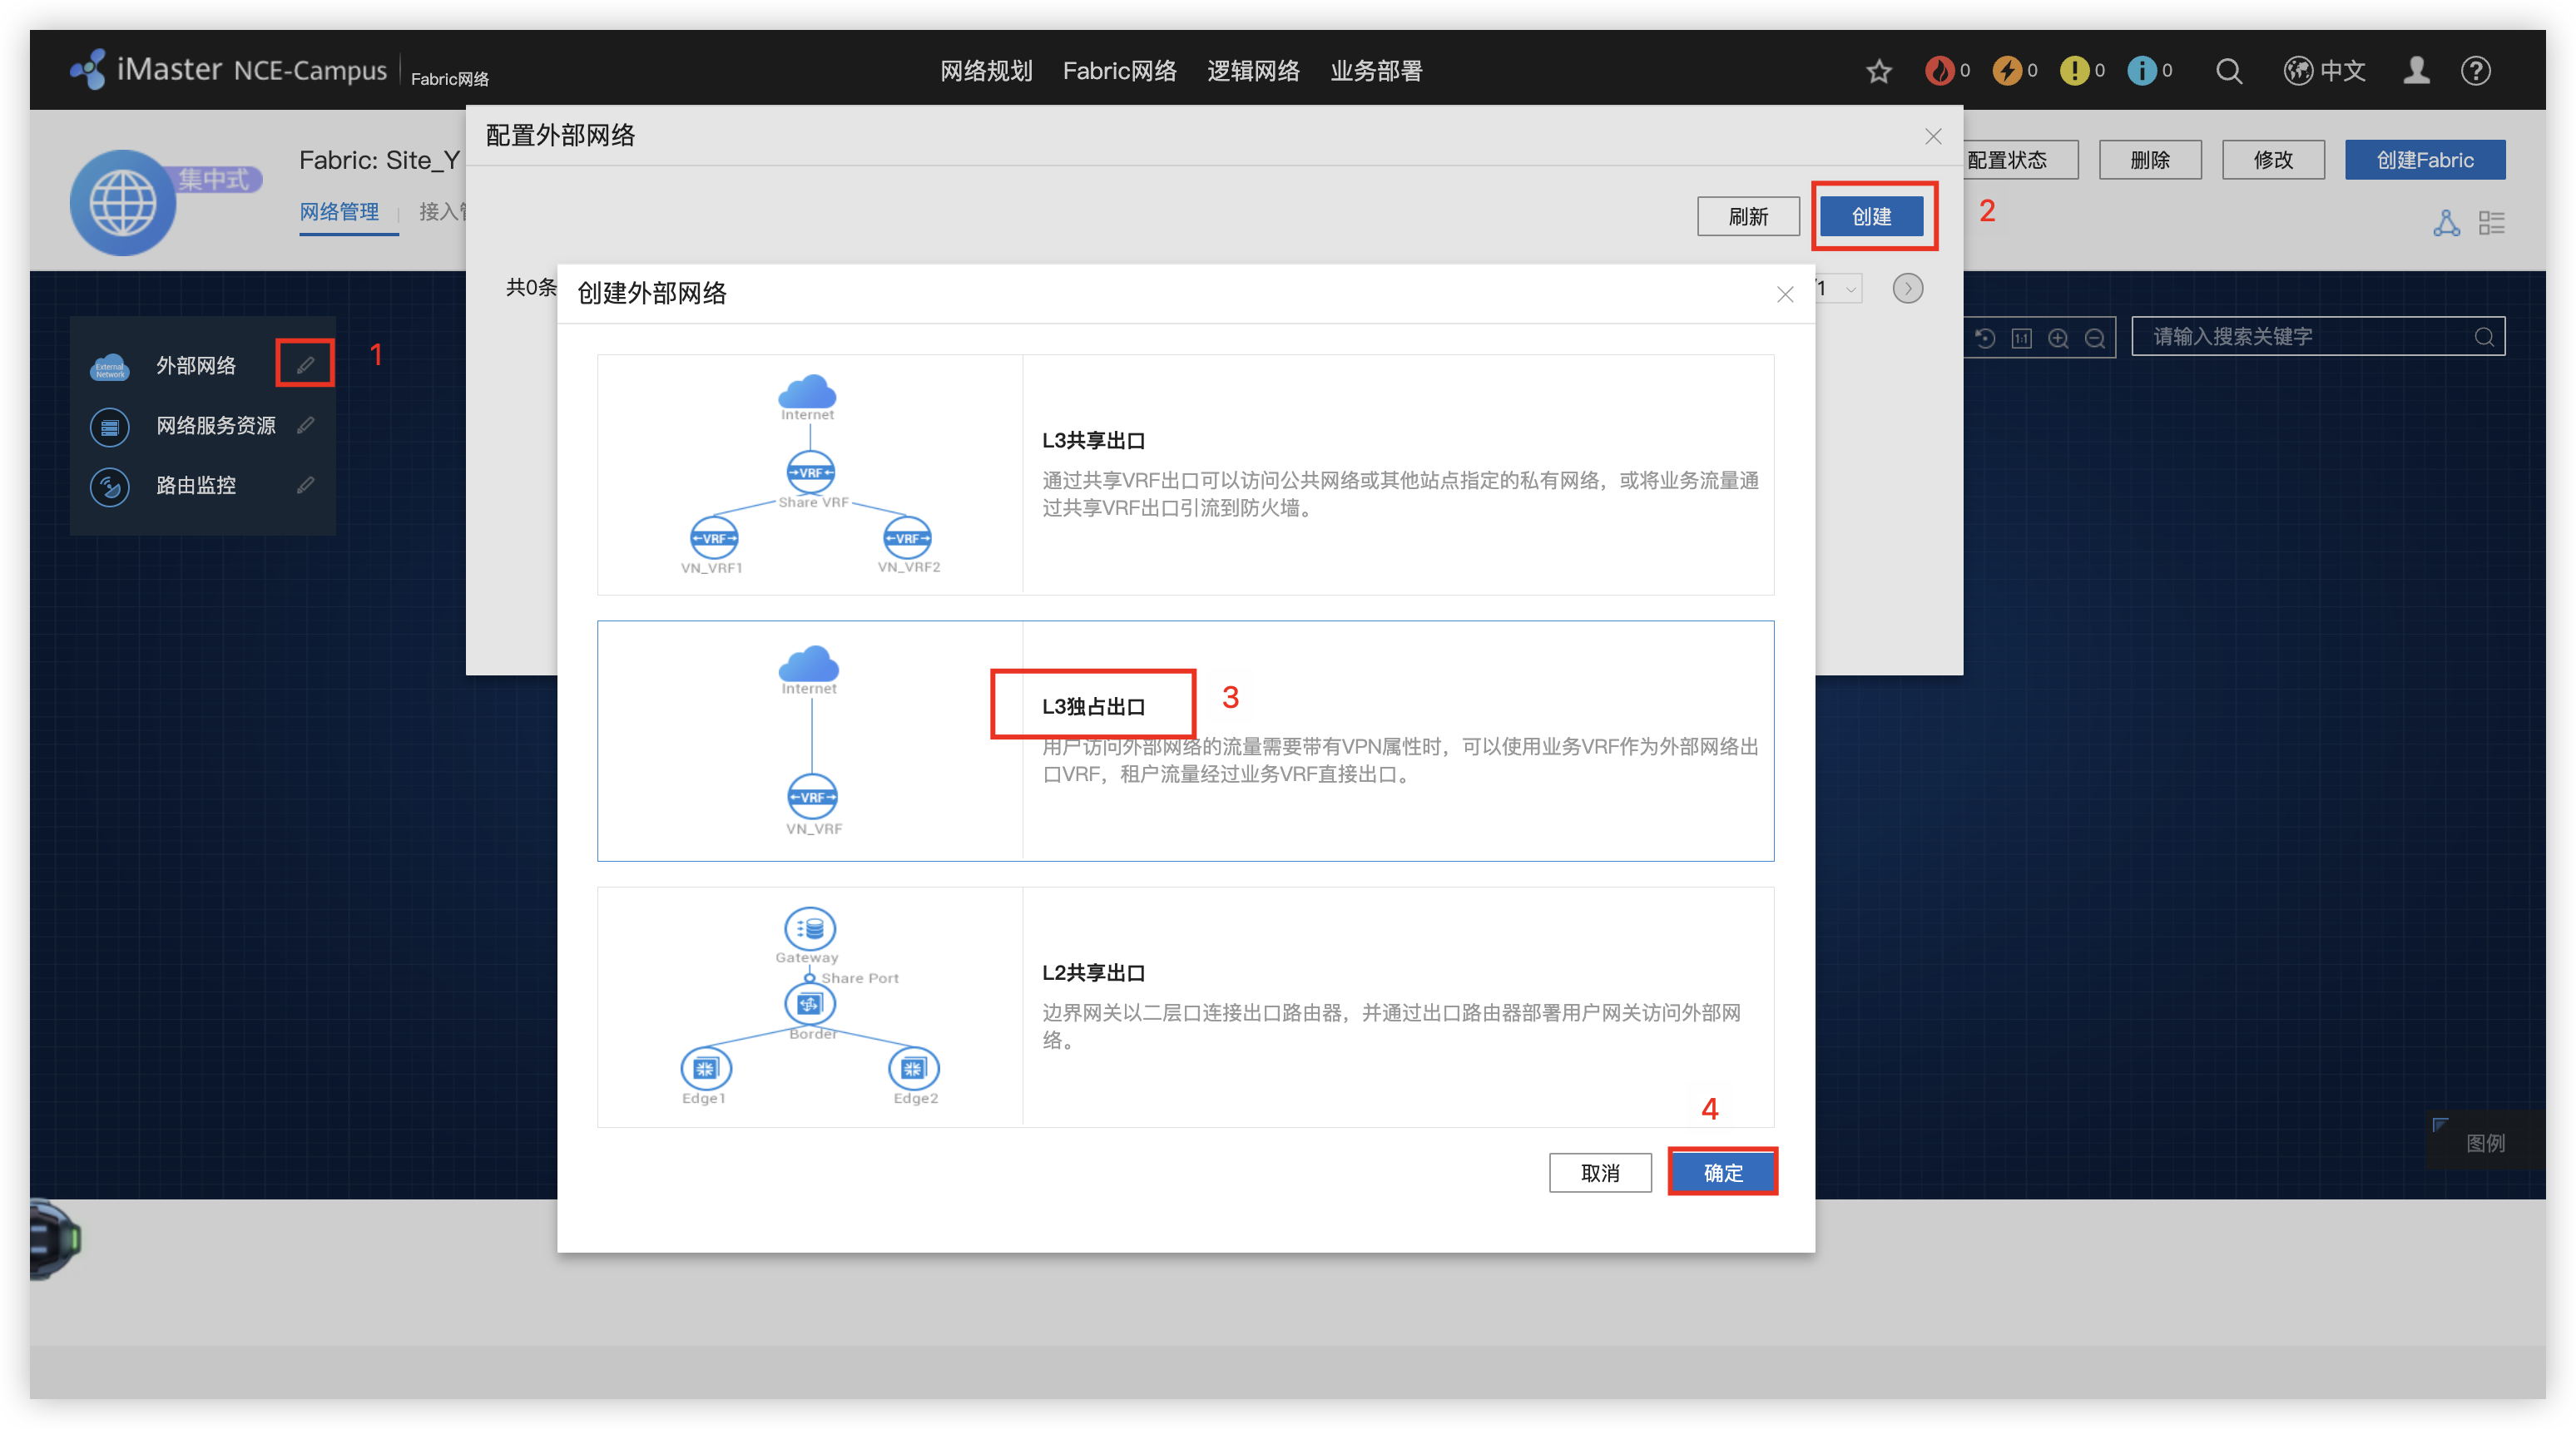 iMaster NCE-Campus
Fabric网络
网络规划 Fabric网络 逻辑网络 业务部署
0 0 0 0 中文
配置外部网络
集中式
Fabric: Site_Y
配置状态 删除 修改 创建Fabric
网络管理 接入
刷新 创建 2
共0条
创建外部网络
1
外部网络 1
External Network
网络服务资源
路由监控
1:1
请输入搜索关键字
Internet
VRF
Share VRF
VRF VRF
VN_VRF1 VN_VRF2
L3共享出口
通过共享VRF出口可以访问公共网络或其他站点指定的私有网络，或将业务流量通
过共享VRF出口引流到防火墙。
Internet
VRF
VN_VRF
L3独占出口 3
用户访问外部网络的流量需要带有VPN属性时，可以使用业务VRF作为外部网络出
口VRF，租户流量经过业务VRF直接出口。
Gateway
Share Port
Border
Edge1 Edge2
L2共享出口
边界网关以二层口连接出口路由器，并通过出口路由器部署用户网关访问外部网
络。
4
取消 确定
图例